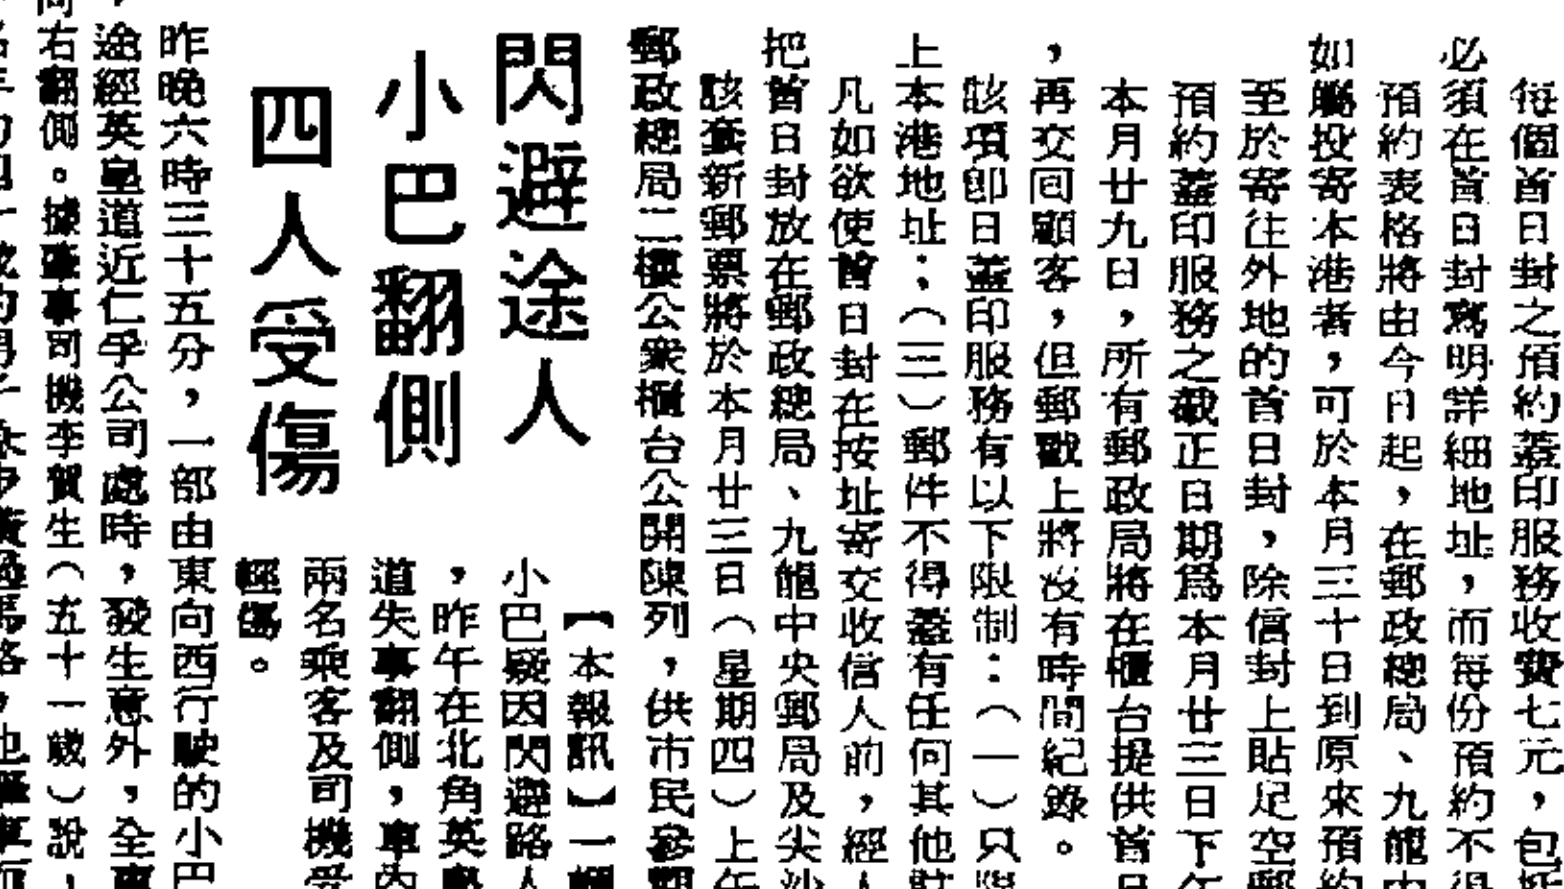 每個首日封之預約蓋印服務收費七元，包
必須在首日封寫明詳細地址，而每份預約不得
預約表格將由今日起，在郵政總局、九龍中
如屬投寄本港者，可於本月三十日到原來預約
至於寄往外地的首日封，除信封上貼足空郵
預約蓋印服務之截正日期爲本月廿三日下午
本月廿九日，所有郵政局將在櫃台提供首日
，再交回顧客，但郵戳上將沒有時間紀錄。
該項即日蓋印服務有以下限制：（一）只限
上本港地址；（三）郵件不得蓋有任何其他
凡如欲使首日封在按址寄交收信人前，經人
把首日封放在郵政總局、九龍中央郵局及尖沙
該套新郵票將於本月廿三日（星期四）上午
郵政總局二樓公衆櫃台公開陳列，供市民參觀
閃避途人
小巴翻側
四人受傷
【本報訊】一輛
小巴疑因閃避路人
，昨午在北角英皇
道失事翻側，車內
兩名乘客及司機受
輕傷。
昨晚六時三十五分，一部由東向西行駛的小巴
，途經英皇道近仁孚公司處時，發生意外，全車
向右翻側。據肇事司機李賀生（五十一歲）說，